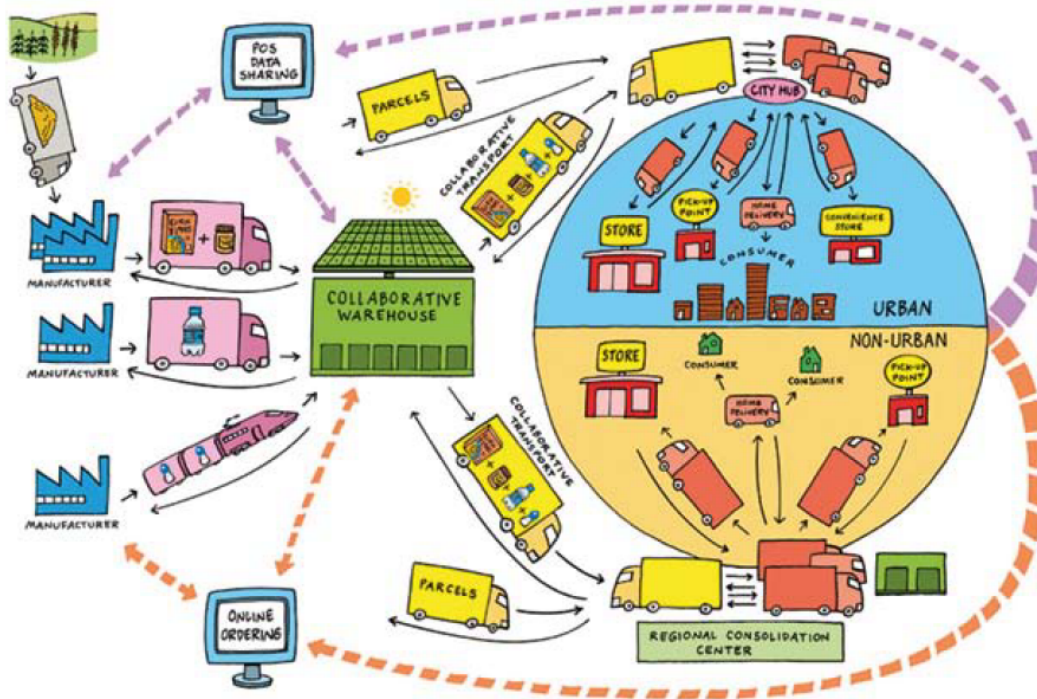 POS
DATA
SHARING
PARCELS
CITY HUB
COLLABORATIVE
TRANSPORT
MANUFACTURER
CORN
STORE
PICK-UP
POINT
HOME
DELIVERY
CONVENIENCE
STORE
CONSUMER
COLLABORATIVE
WAREHOUSE
URBAN
NON-URBAN
MANUFACTURER
STORE
CONSUMER
CONSUMER
PICK-UP
POINT
HOME
DELIVERY
COLLABORATIVE
TRANSPORT
MANUFACTURER
PARCELS
ONLINE
ORDERING
REGIONAL CONSOLIDATION
CENTER